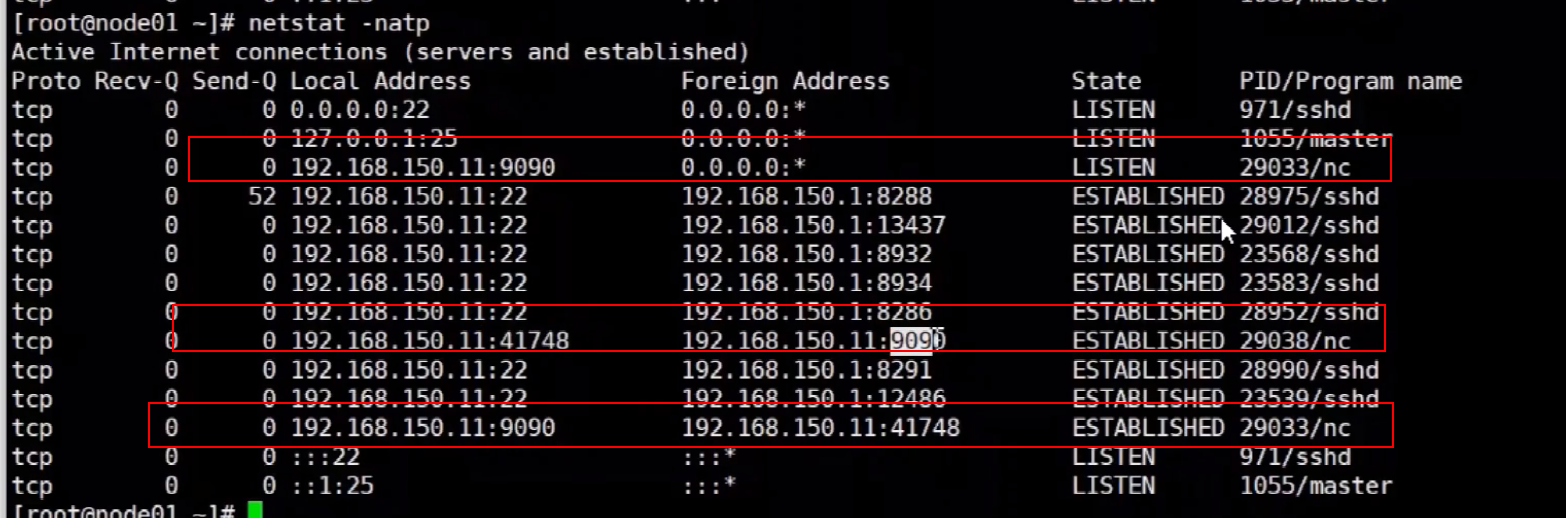 [root@node01 ~]# netstat -natp
Active Internet connections (servers and established)
Proto Recv-Q Send-Q Local Address           Foreign Address         State       PID/Program name
tcp        0      0 0.0.0.0:22              0.0.0.0:*               LISTEN      971/sshd
tcp        0      0 127.0.0.1:25            0.0.0.0:*               LISTEN      1055/master
tcp        0      0 192.168.150.11:9090     0.0.0.0:*               LISTEN      29033/nc
tcp        0     52 192.168.150.11:22       192.168.150.1:8288      ESTABLISHED 28975/sshd
tcp        0      0 192.168.150.11:22       192.168.150.1:13437     ESTABLISHED 29012/sshd
tcp        0      0 192.168.150.11:22       192.168.150.1:8932      ESTABLISHED 23568/sshd
tcp        0      0 192.168.150.11:22       192.168.150.1:8934      ESTABLISHED 23583/sshd
tcp        0      0 192.168.150.11:22       192.168.150.1:8286      ESTABLISHED 28952/sshd
tcp        0      0 192.168.150.11:41748    192.168.150.11:9090     ESTABLISHED 29038/nc
tcp        0      0 192.168.150.11:22       192.168.150.1:8291      ESTABLISHED 28990/sshd
tcp        0      0 192.168.150.11:22       192.168.150.1:12486     ESTABLISHED 23539/sshd
tcp        0      0 192.168.150.11:9090     192.168.150.11:41748    ESTABLISHED 29033/nc
tcp        0      0 :::22                   :::*                    LISTEN      971/sshd
tcp        0      0 ::1:25                  :::*                    LISTEN      1055/master
[root@node01 ~]#